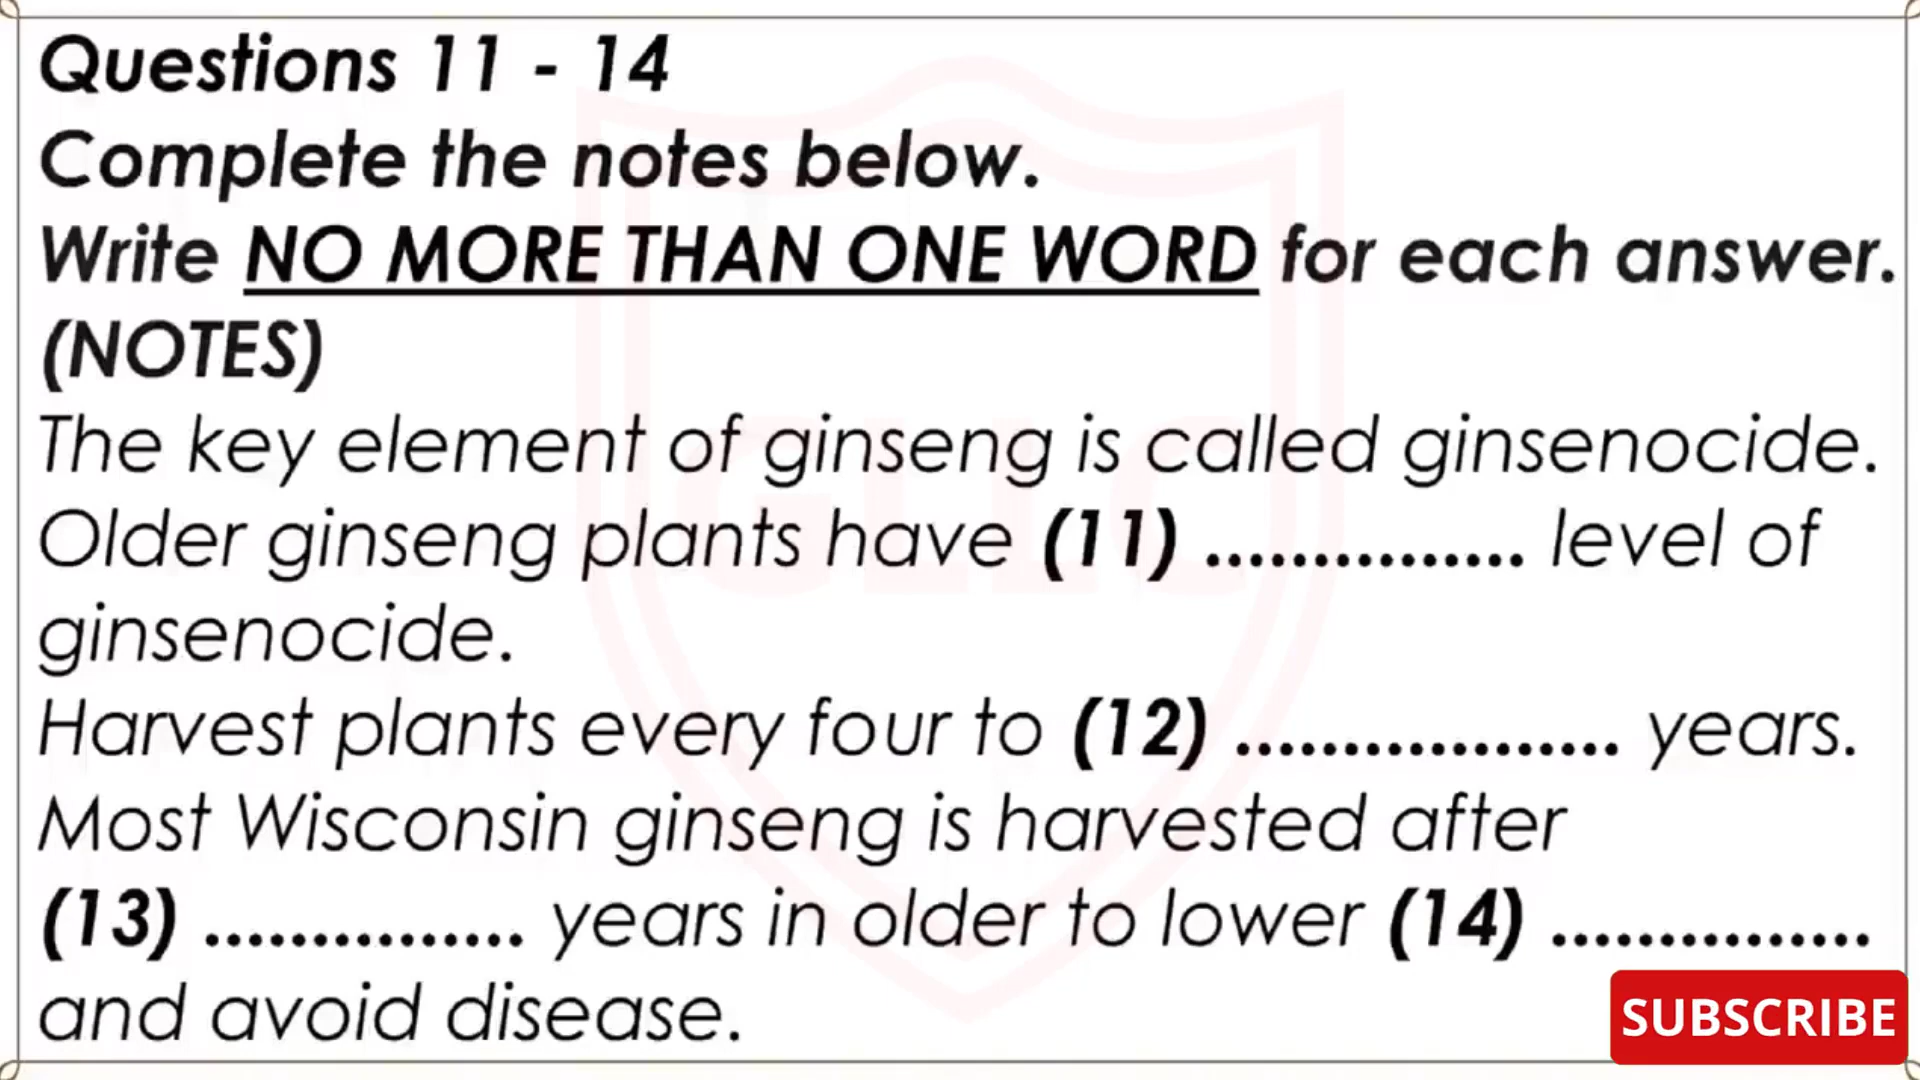 Questions 11 - 14
Complete the notes below.
Write NO MORE THAN ONE WORD for each answer.
(NOTES)
The key element of ginseng is called ginsenocide.
Older ginseng plants have (11) ............... level of
ginsenocide.
Harvest plants every four to (12) .................. years.
Most Wisconsin ginseng is harvested after
(13) ............... years in older to lower (14) ...............
and avoid disease.
SUBSCRIBE